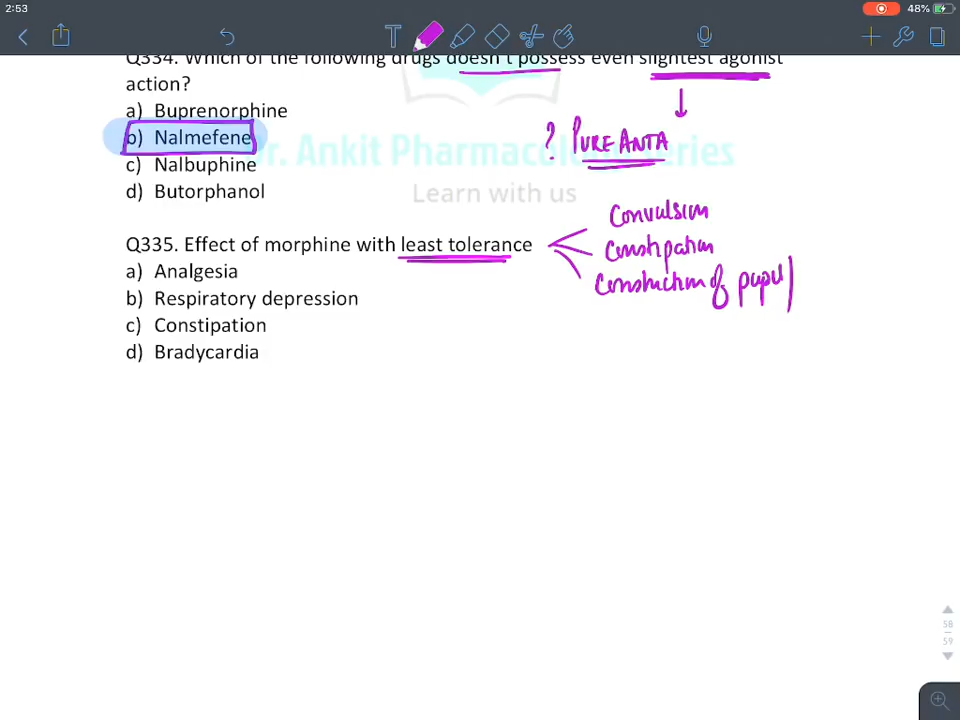 2:53
48%
Q334. Which of the following drugs doesn't possess even slightest agonist
action?
a) Buprenorphine
b) Nalmefene
? PURE ANTA
Dr. Ankit Pharmacology Series
c) Nalbuphine
Learn with us
d) Butorphanol
Convulsion
Q335. Effect of morphine with least tolerance
Constipation
a) Analgesia
Constriction of pupil
b) Respiratory depression
c) Constipation
d) Bradycardia
58
59